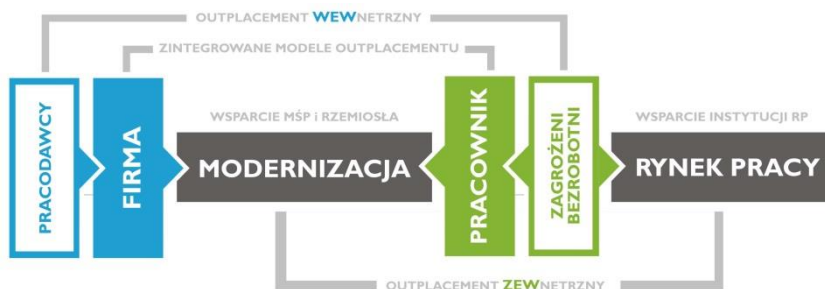 OUTPLACEMENT WEWNETRZNY
ZINTEGROWANE MODELE OUTPLACEMENTU
PRACODAWCY
FIRMA
WSPARCIE MŚP i RZEMIOSŁA
MODERNIZACJA
PRACOWNIK
ZAGROŻENI
BEZROBOTNI
WSPARCIE INSTYTUCJI RP
RYNEK PRACY
OUTPLACEMENT ZEWNETRZNY